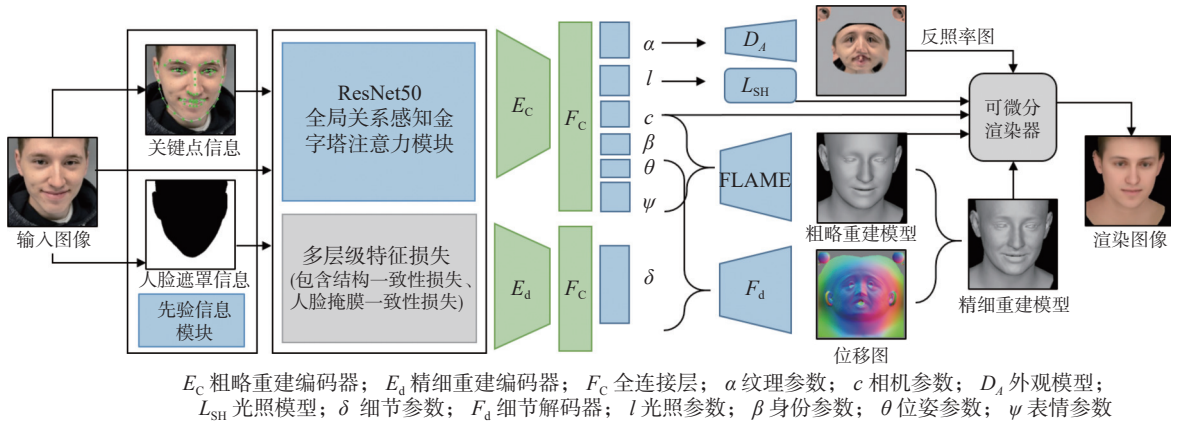 输入图像
关键点信息
人脸遮罩信息
先验信息
模块
ResNet50
全局关系感知金
字塔注意力模块
多层级特征损失
(包含结构一致性损失、
人脸掩膜一致性损失)
E_C
F_C
E_d
F_C
α
l
c
β
θ
ψ
δ
D_A
L_SH
FLAME
F_d
反照率图
粗略重建模型
位移图
可微分
渲染器
精细重建模型
渲染图像
E_C 粗略重建编码器; E_d 精细重建编码器; F_C 全连接层; α 纹理参数; c 相机参数; D_A 外观模型;
L_SH 光照模型; δ 细节参数; F_d 细节解码器; l 光照参数; β 身份参数; θ 位姿参数; ψ 表情参数